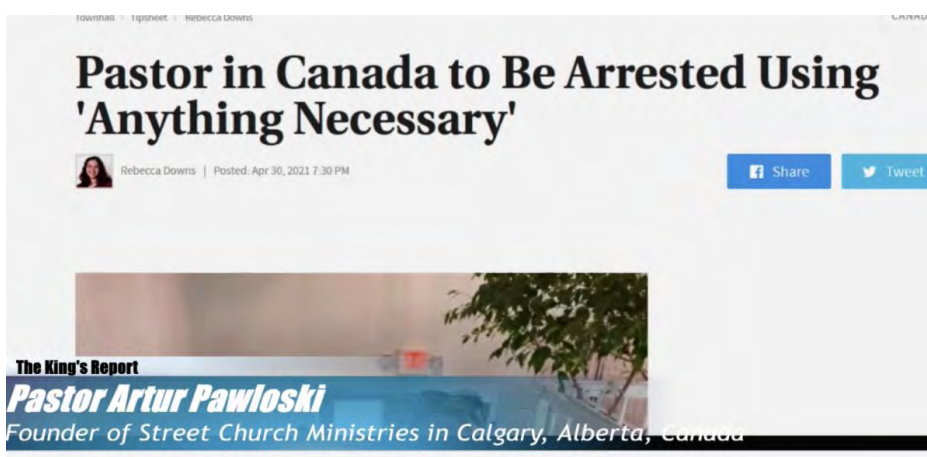 Townhall > Tipsheet > Rebecca Downs
CANAD
Pastor in Canada to Be Arrested Using
'Anything Necessary'
Rebecca Downs | Posted: Apr 30, 2021 7:30 PM
Share
Tweet
The King's Report
Pastor Artur Pawloski
Founder of Street Church Ministries in Calgary, Alberta, Canada